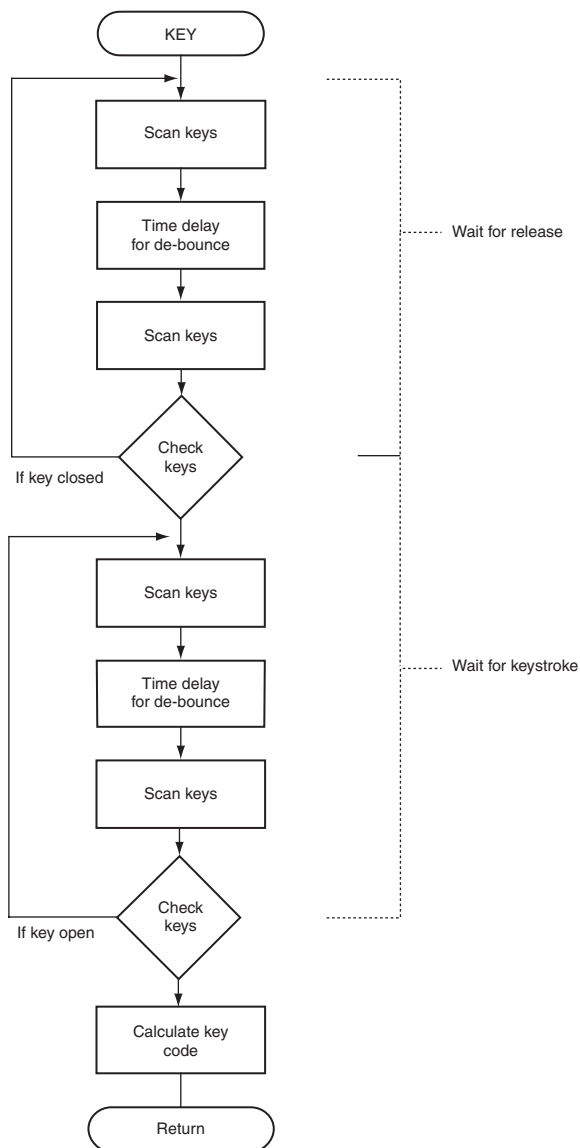 KEY
Scan keys
Time delay
for de-bounce
Wait for release
Scan keys
Check
keys
If key closed
Scan keys
Time delay
for de-bounce
Wait for keystroke
Scan keys
Check
keys
If key open
Calculate key
code
Return